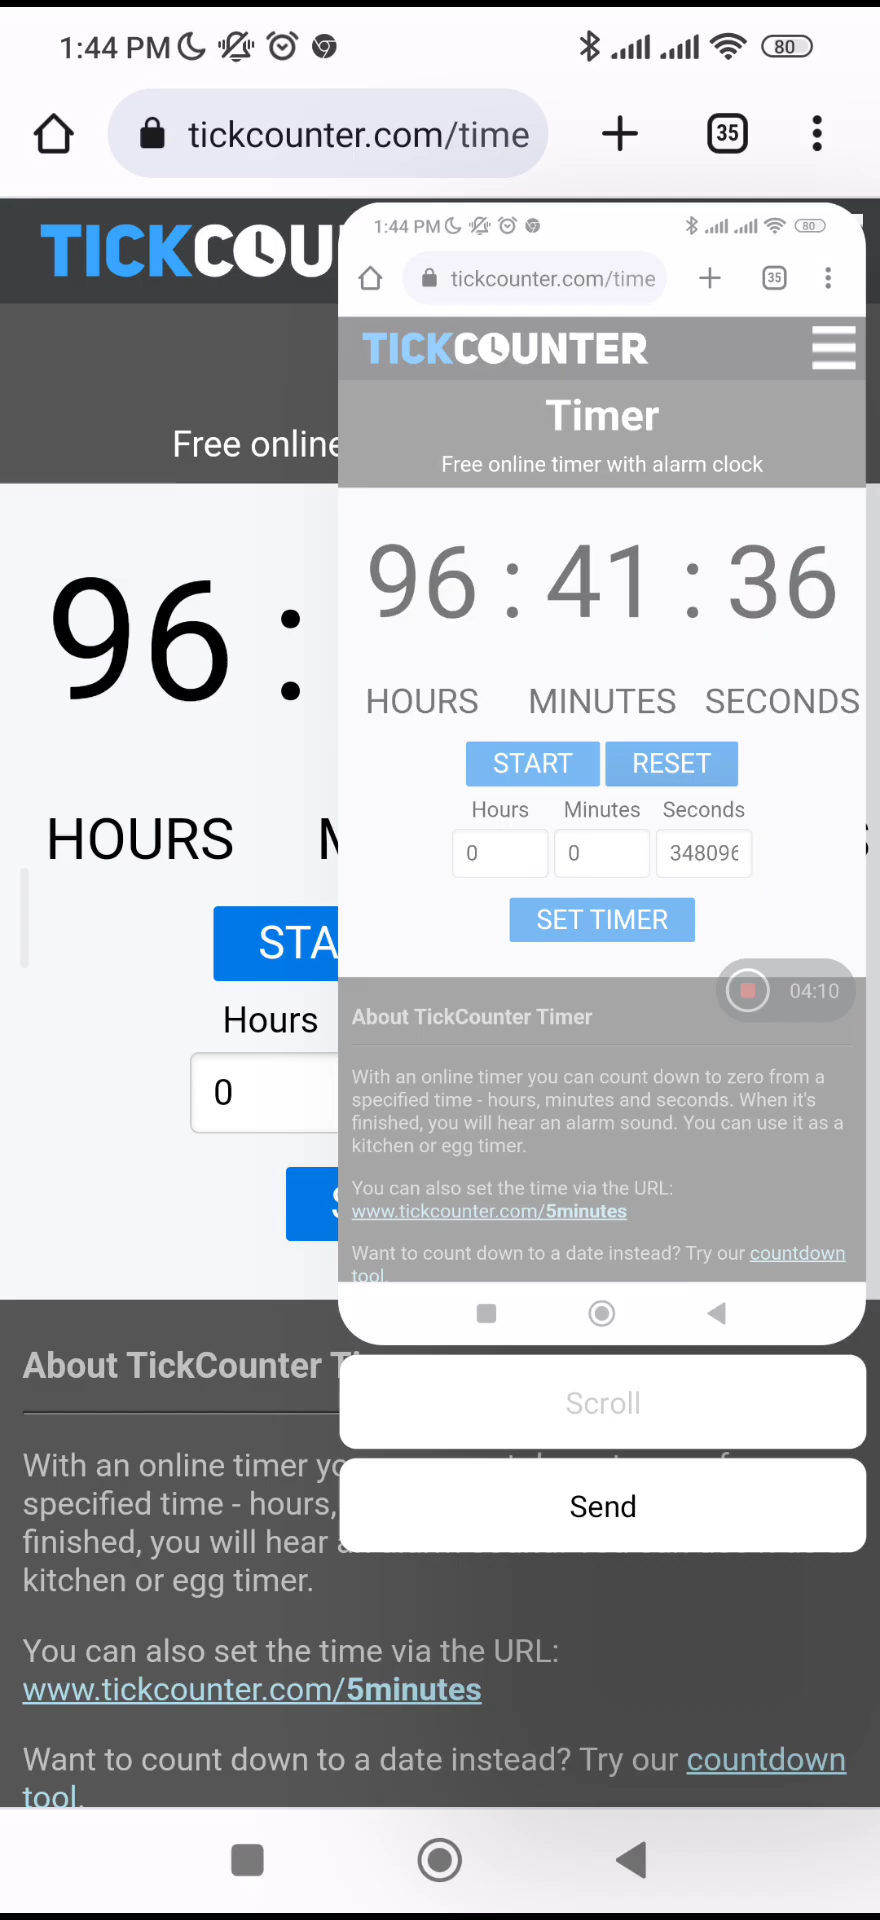 1:44 PM 80
tickcounter.com/time 35
TICKCOU
Free online
96 :
HOURS M
STA
Hours
0
S
1:44 PM 80
tickcounter.com/time 35
TICKCOUNTER
Timer
Free online timer with alarm clock
96 : 41 : 36
HOURS MINUTES SECONDS
START RESET
Hours Minutes Seconds
0 0 348096
SET TIMER
04:10
About TickCounter Timer
With an online timer you can count down to zero from a
specified time - hours, minutes and seconds. When it's
finished, you will hear an alarm sound. You can use it as a
kitchen or egg timer.
You can also set the time via the URL:
www.tickcounter.com/5minutes
Want to count down to a date instead? Try our countdown
tool.
Scroll
Send
About TickCounter Ti
With an online timer yo
specified time - hours,
finished, you will hear
kitchen or egg timer.
You can also set the time via the URL:
www.tickcounter.com/5minutes
Want to count down to a date instead? Try our countdown
tool.